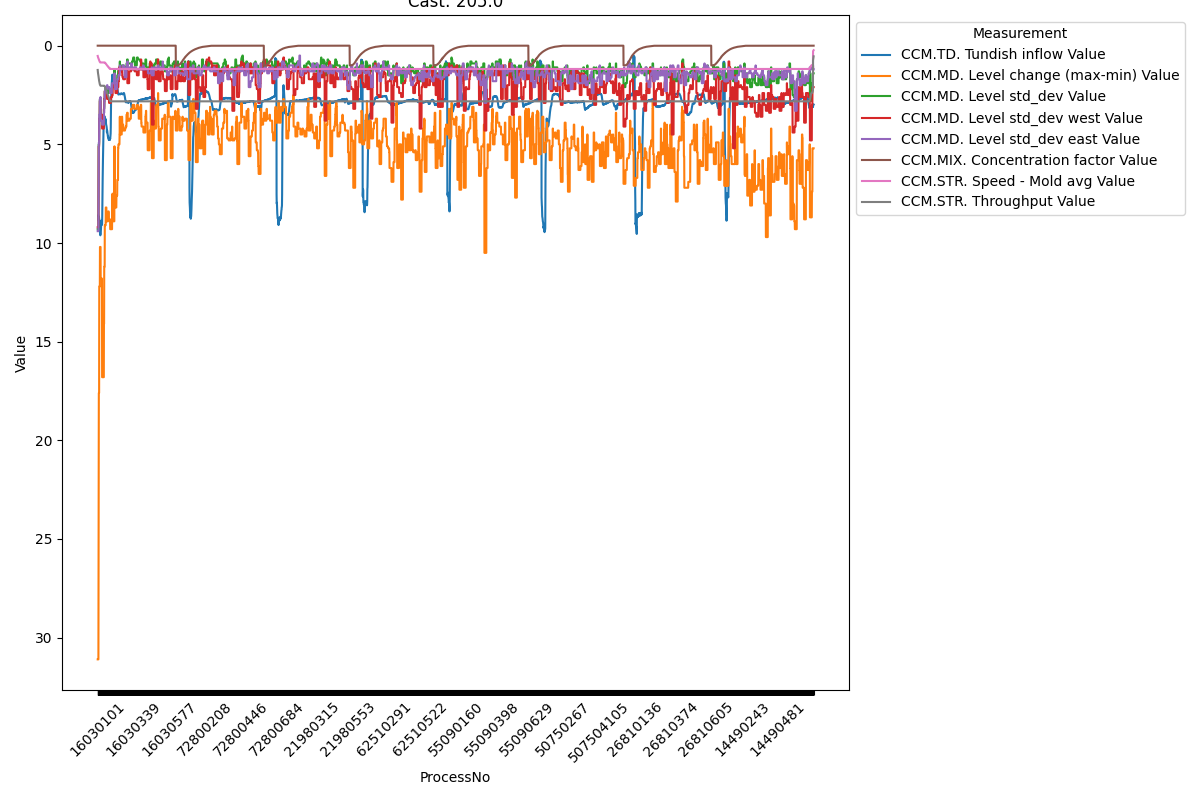 Cast: 205.0
Measurement
CCM.TD. Tundish inflow Value
CCM.MD. Level change (max-min) Value
CCM.MD. Level std_dev Value
CCM.MD. Level std_dev west Value
CCM.MD. Level std_dev east Value
CCM.MIX. Concentration factor Value
CCM.STR. Speed - Mold avg Value
CCM.STR. Throughput Value
Value
0
5
10
15
20
25
30
16030101
16030339
16030577
72800208
72800446
72800684
21980315
21980553
62510291
62510522
55090160
55090398
55090629
50750267
507504105
26810136
26810374
26810605
14490243
14490481
ProcessNo